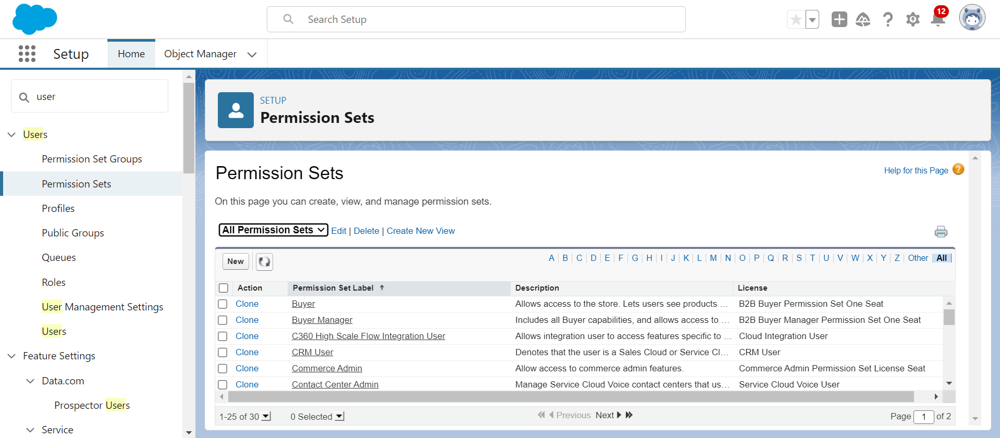 Search Setup
12
Setup
Home
Object Manager
user
Users
Permission Set Groups
Permission Sets
Profiles
Public Groups
Queues
Roles
User Management Settings
Users
Feature Settings
Data.com
Prospector Users
Service
SETUP
Permission Sets
Permission Sets
Help for this Page ?
On this page you can create, view, and manage permission sets.
All Permission Sets Edit | Delete | Create New View
New
A | B | C | D | E | F | G | H | I | J | K | L | M | N | O | P | Q | R | S | T | U | V | W | X | Y | Z | Other | All
Action Permission Set Label ↑ Description License
Clone Buyer Allows access to the store. Lets users see products ... B2B Buyer Permission Set One Seat
Clone Buyer Manager Includes all Buyer capabilities, and allows access to ... B2B Buyer Manager Permission Set One Seat
Clone C360 High Scale Flow Integration User Allows integration user to access features specific to ... Cloud Integration User
Clone CRM User Denotes that the user is a Sales Cloud or Service Cl... CRM User
Clone Commerce Admin Allow access to commerce admin features. Commerce Admin Permission Set License Seat
Clone Contact Center Admin Manage Service Cloud Voice contact centers that us... Service Cloud Voice User
1-25 of 30 0 Selected Previous Next Page 1 of 2